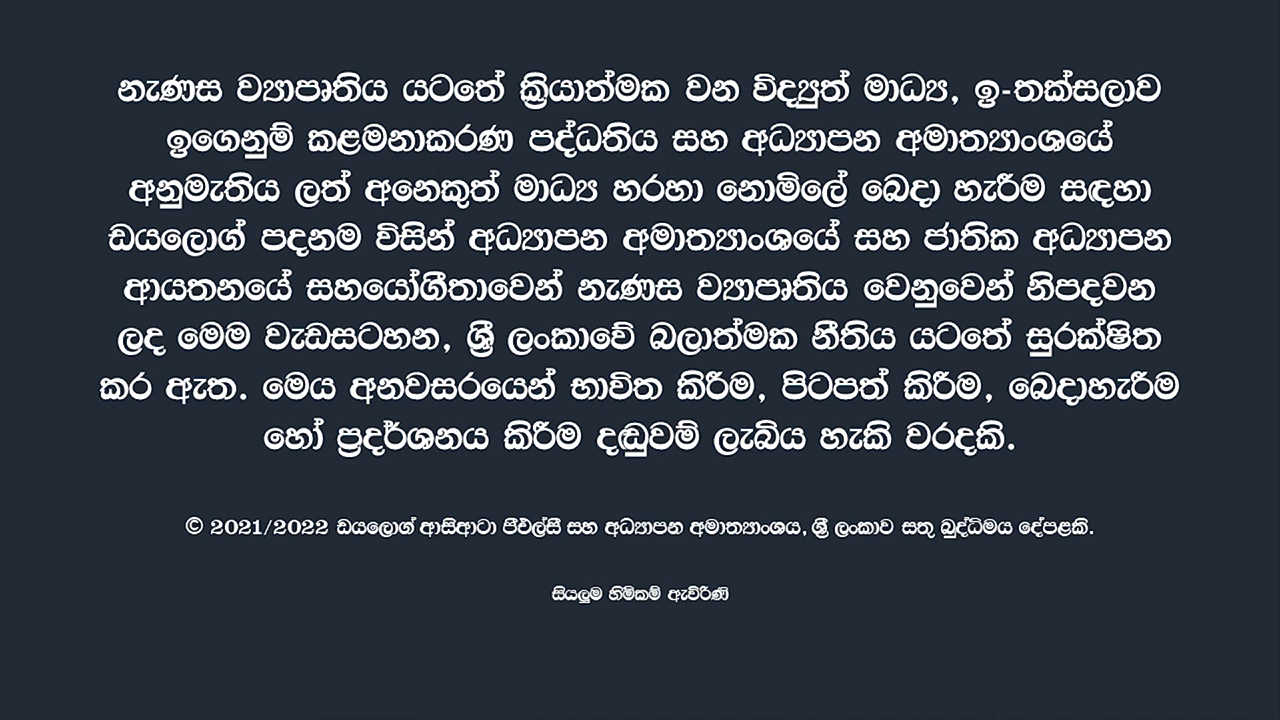 නැණස ව්‍යාපෘතිය යටතේ ක්‍රියාත්මක වන විද්‍යුත් මාධ්‍ය, ඉ-තක්සලාව
ඉගෙනුම් කළමනාකරණ පද්ධතිය සහ අධ්‍යාපන අමාත්‍යාංශයේ
අනුමැතිය ලත් අනෙකුත් මාධ්‍ය හරහා නොමිලේ බෙදා හැරීම සඳහා
ඩයලොග් පදනම විසින් අධ්‍යාපන අමාත්‍යාංශයේ සහ ජාතික අධ්‍යාපන
ආයතනයේ සහයෝගීතාවෙන් නැණස ව්‍යාපෘතිය වෙනුවෙන් නිපදවන
ලද මෙම වැඩසටහන, ශ්‍රී ලංකාවේ බලාත්මක නීතිය යටතේ සුරක්ෂිත
කර ඇත. මෙය අනවසරයෙන් භාවිත කිරීම, පිටපත් කිරීම, බෙදාහැරීම
හෝ ප්‍රදර්ශනය කිරීම දඬුවම් ලැබිය හැකි වරදකි.
© 2021/2022 ඩයලොග් ආසිආටා පීඑල්සී සහ අධ්‍යාපන අමාත්‍යාංශය, ශ්‍රී ලංකාව සතු බුද්ධිමය දේපළකි.
සියලුම හිමිකම් ඇවිරිණි